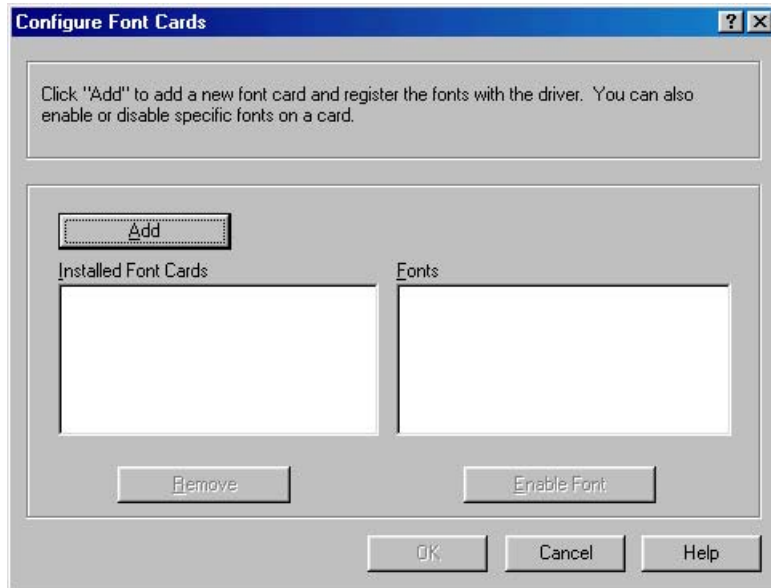 Configure Font Cards
Click "Add" to add a new font card and register the fonts with the driver. You can also
enable or disable specific fonts on a card.
Add
Installed Font Cards
Fonts
Remove
Enable Font
OK
Cancel
Help